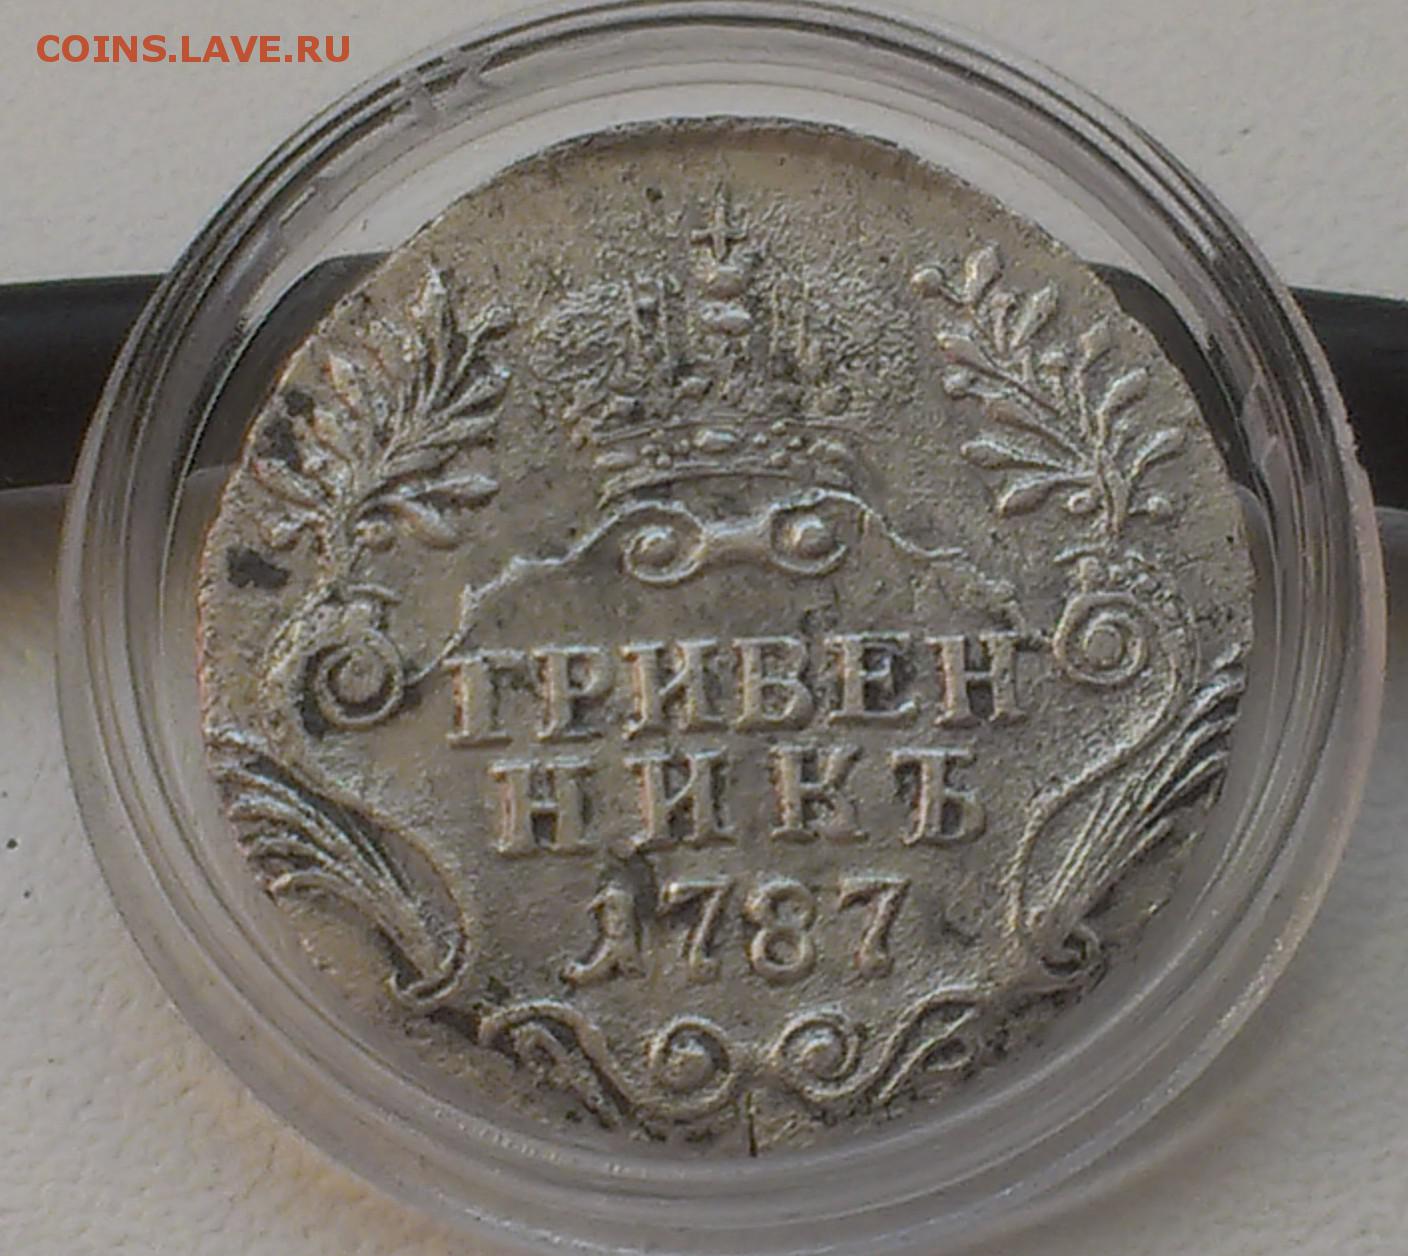 COINS.LAVE.RU
ГРИВЕН
НИКЪ
1787